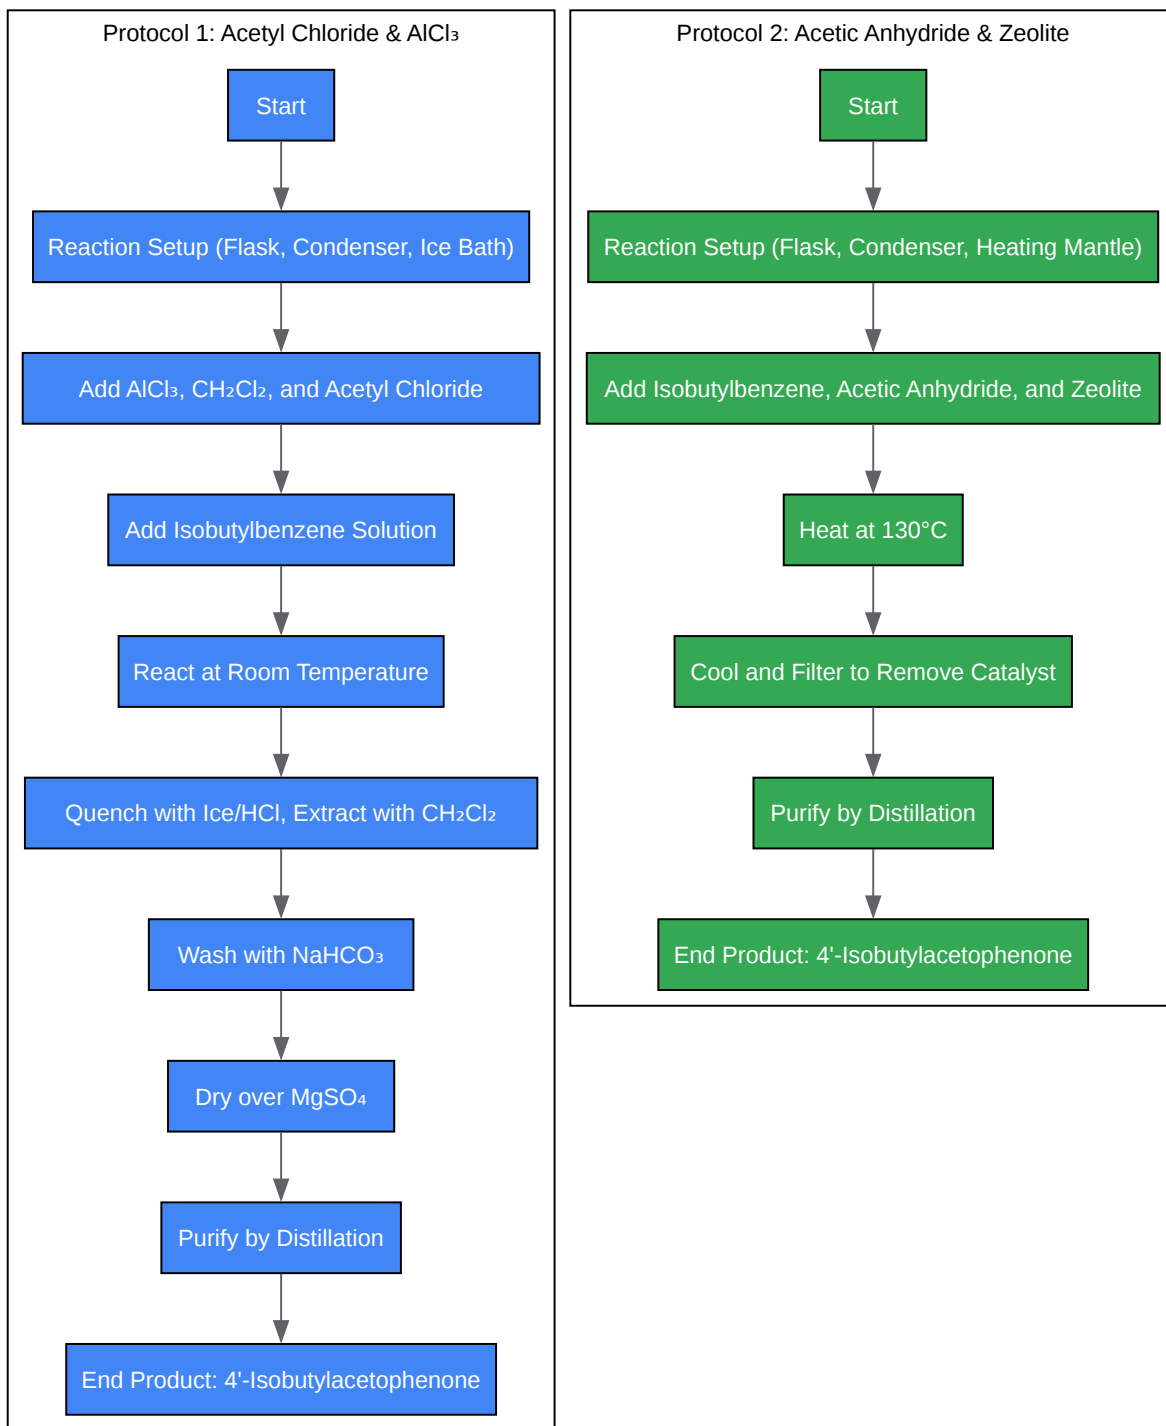 Protocol 1: Acetyl Chloride & AlCl₃
Start
Reaction Setup (Flask, Condenser, Ice Bath)
Add AlCl₃, CH₂Cl₂, and Acetyl Chloride
Add Isobutylbenzene Solution
React at Room Temperature
Quench with Ice/HCl, Extract with CH₂Cl₂
Wash with NaHCO₃
Dry over MgSO₄
Purify by Distillation
End Product: 4'-Isobutylacetophenone
Protocol 2: Acetic Anhydride & Zeolite
Start
Reaction Setup (Flask, Condenser, Heating Mantle)
Add Isobutylbenzene, Acetic Anhydride, and Zeolite
Heat at 130°C
Cool and Filter to Remove Catalyst
Purify by Distillation
End Product: 4'-Isobutylacetophenone